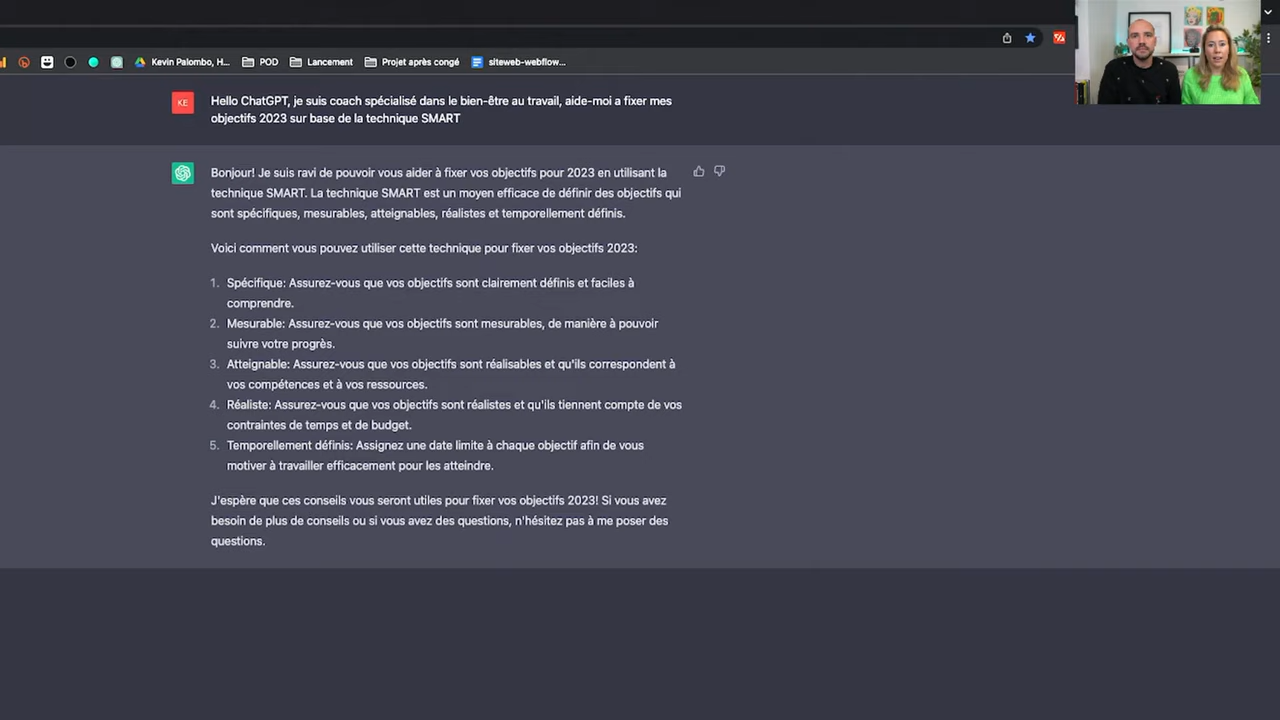 Kevin Palombo, H...
POD
Lancement
Projet après congé
siteweb-webflow...
KE
Hello ChatGPT, je suis coach spécialisé dans le bien-être au travail, aide-moi a fixer mes
objectifs 2023 sur base de la technique SMART
Bonjour! Je suis ravi de pouvoir vous aider à fixer vos objectifs pour 2023 en utilisant la
technique SMART. La technique SMART est un moyen efficace de définir des objectifs qui
sont spécifiques, mesurables, atteignables, réalistes et temporellement définis.
Voici comment vous pouvez utiliser cette technique pour fixer vos objectifs 2023:
1. Spécifique: Assurez-vous que vos objectifs sont clairement définis et faciles à
comprendre.
2. Mesurable: Assurez-vous que vos objectifs sont mesurables, de manière à pouvoir
suivre votre progrès.
3. Atteignable: Assurez-vous que vos objectifs sont réalisables et qu'ils correspondent à
vos compétences et à vos ressources.
4. Réaliste: Assurez-vous que vos objectifs sont réalistes et qu'ils tiennent compte de vos
contraintes de temps et de budget.
5. Temporellement définis: Assignez une date limite à chaque objectif afin de vous
motiver à travailler efficacement pour les atteindre.
J'espère que ces conseils vous seront utiles pour fixer vos objectifs 2023! Si vous avez
besoin de plus de conseils ou si vous avez des questions, n'hésitez pas à me poser des
questions.